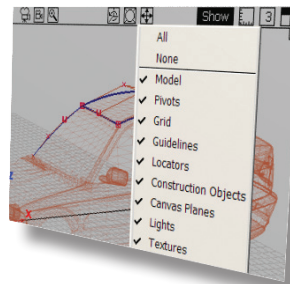 Show
3
All
None
Model
Pivots
Grid
Guidelines
Locators
Construction Objects
Canvas Planes
Lights
Textures